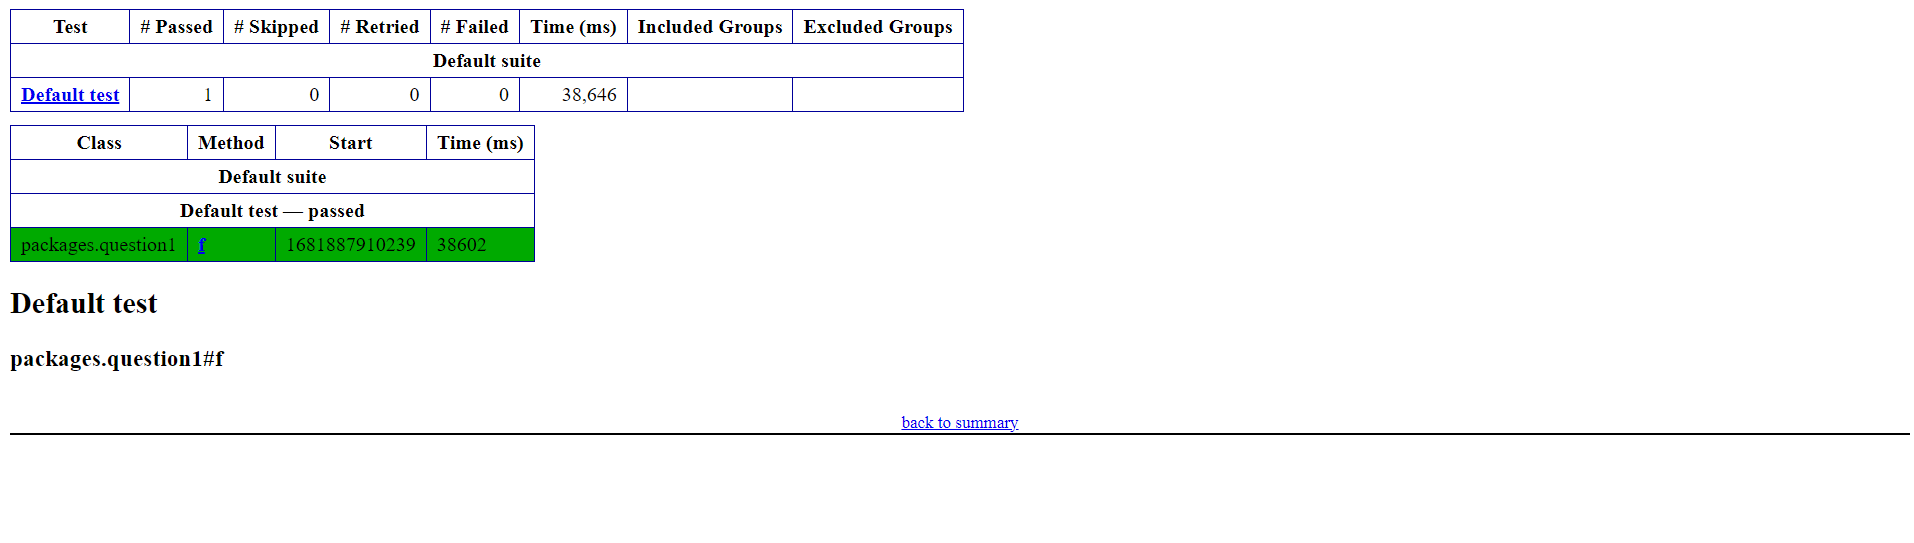 Test # Passed # Skipped # Retried # Failed Time (ms) Included Groups Excluded Groups
Default suite
Default test 1 0 0 0 38,646
Class Method Start Time (ms)
Default suite
Default test — passed
packages.question1 f 1681887910239 38602
Default test
packages.question1#f
back to summary